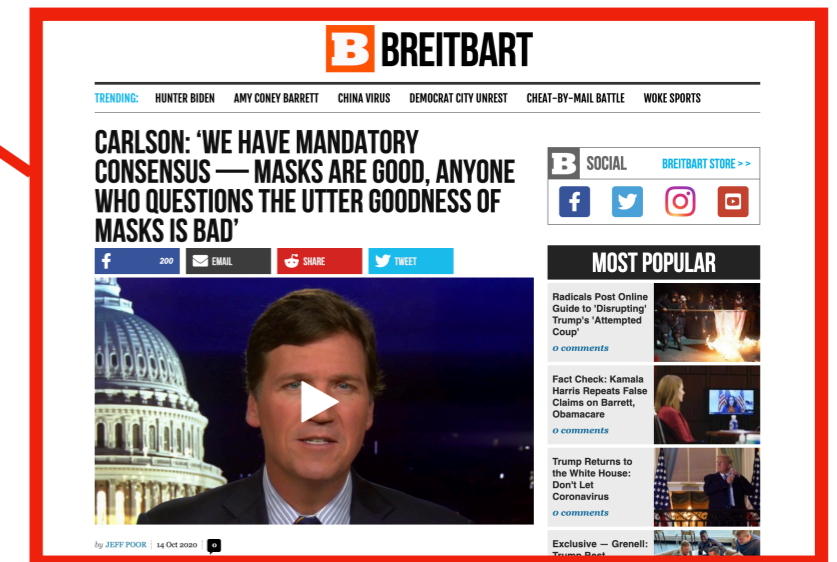 B BREITBART
TRENDING: HUNTER BIDEN AMY CONEY BARRETT CHINA VIRUS DEMOCRAT CITY UNREST CHEAT-BY-MAIL BATTLE WOKE SPORTS
CARLSON: ‘WE HAVE MANDATORY
CONSENSUS — MASKS ARE GOOD, ANYONE
WHO QUESTIONS THE UTTER GOODNESS OF
MASKS IS BAD’
f 200 EMAIL SHARE TWEET
by JEFF POOR 14 Oct 2020 0
B SOCIAL BREITBART STORE > >
f
MOST POPULAR
Radicals Post Online
Guide to 'Disrupting'
Trump's 'Attempted
Coup'
0 comments
Fact Check: Kamala
Harris Repeats False
Claims on Barrett,
Obamacare
0 comments
Trump Returns to
the White House:
Don't Let
Coronavirus
0 comments
Exclusive — Grenell:
Trump Best